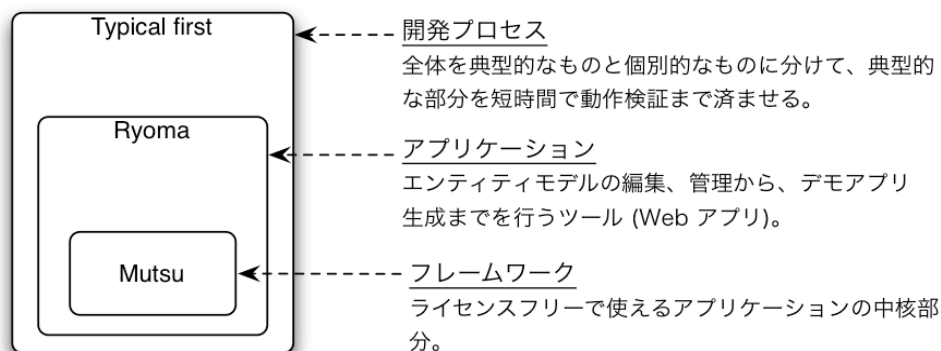 Typical first
開発プロセス
全体を典型的なものと個別的なものに分けて、典型的
な部分を短時間で動作検証まで済ませる。
Ryoma
アプリケーション
エンティティモデルの編集、管理から、デモアプリ
生成までを行うツール (Web アプリ)。
Mutsu
フレームワーク
ライセンスフリーで使えるアプリケーションの中核部
分。